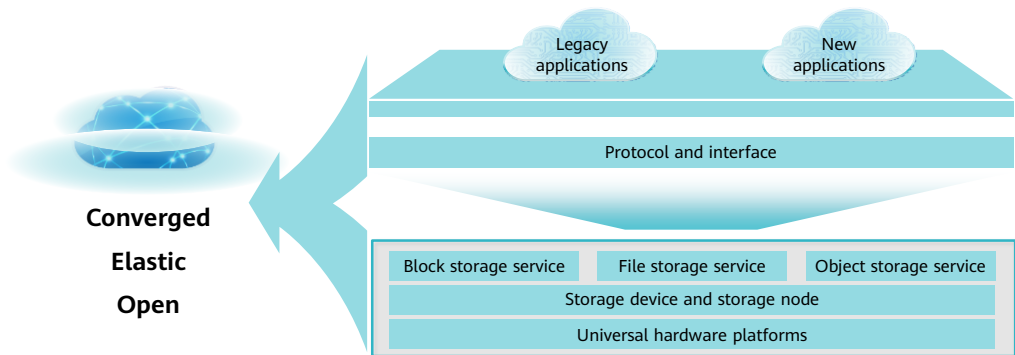 Legacy
applications
New
applications
Protocol and interface
Converged
Elastic
Open
Block storage service
File storage service
Object storage service
Storage device and storage node
Universal hardware platforms